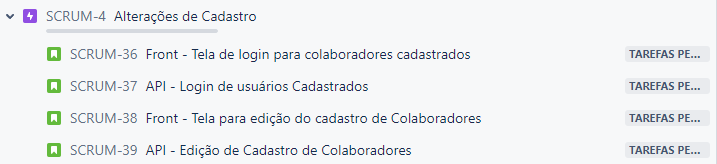 SCRUM-4 Alterações de Cadastro
SCRUM-36 Front - Tela de login para colaboradores cadastrados TAREFAS PE...
SCRUM-37 API - Login de usuários Cadastrados TAREFAS PE...
SCRUM-38 Front - Tela para edição do cadastro de Colaboradores TAREFAS PE...
SCRUM-39 API - Edição de Cadastro de Colaboradores TAREFAS PE...